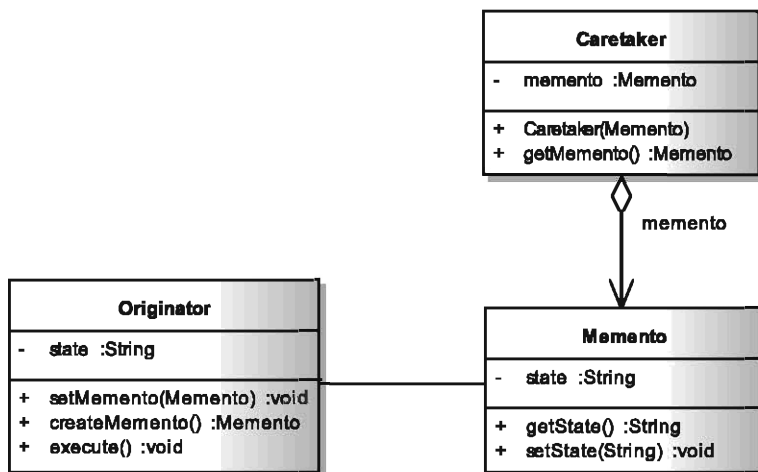 Caretaker
- memento :Memento
+ Caretaker(Memento)
+ getMemento() :Memento
memento
Originator
- state :String
+ setMemento(Memento) :void
+ createMemento() :Memento
+ execute() :void
Memento
- state :String
+ getState() :String
+ setState(String) :void